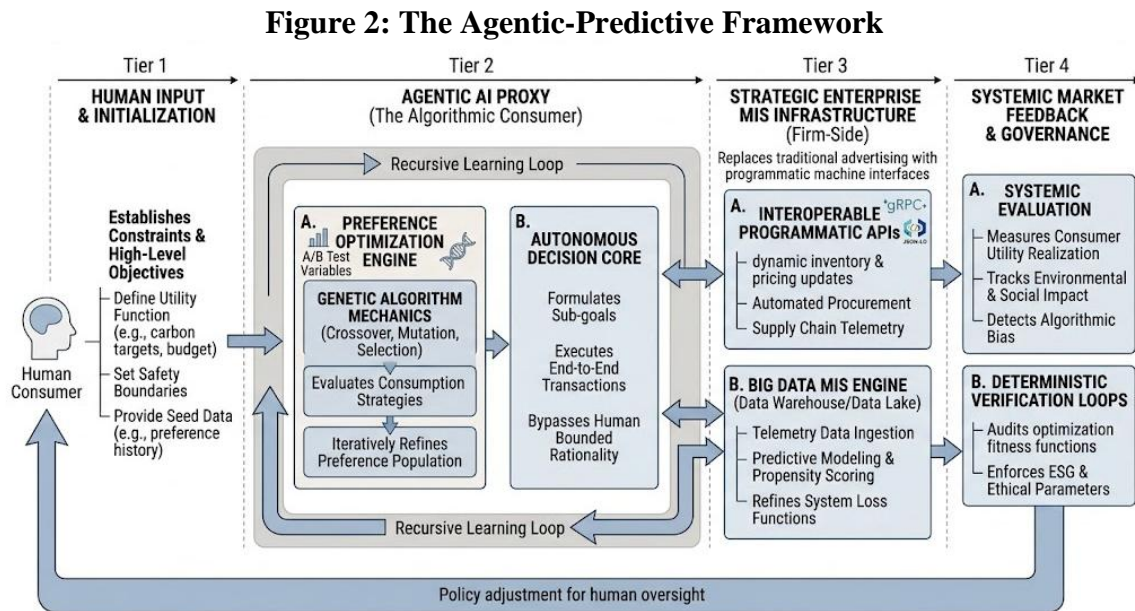 Figure 2: The Agentic-Predictive Framework
Tier 1
HUMAN INPUT
& INITIALIZATION
Establishes
Constraints &
High-Level
Objectives
Define Utility
Function
(e.g., carbon
targets, budget)
Set Safety
Boundaries
Provide Seed Data
(e.g., preference
history)
Human
Consumer
Tier 2
AGENTIC AI PROXY
(The Algorithmic Consumer)
Recursive Learning Loop
A. PREFERENCE
OPTIMIZATION
ENGINE
A/B Test
Variables
GENETIC ALGORITHM
MECHANICS
(Crossover, Mutation,
Selection)
Evaluates Consumption
Strategies
Iteratively Refines
Preference Population
B.
AUTONOMOUS
DECISION CORE
Formulates
Sub-goals
Executes
End-to-End
Transactions
Bypasses Human
Bounded
Rationality
Recursive Learning Loop
Tier 3
STRATEGIC ENTERPRISE
MIS INFRASTRUCTURE
(Firm-Side)
Replaces traditional advertising with
programmatic machine interfaces
A.
gRPC
INTEROPERABLE
PROGRAMMATIC APIs
JSON-LD
dynamic inventory &
pricing updates
Automated Procurement
Supply Chain Telemetry
B. BIG DATA MIS ENGINE
(Data Warehouse/Data Lake)
Telemetry Data Ingestion
Predictive Modeling &
Propensity Scoring
Refines System Loss
Functions
Tier 4
SYSTEMIC MARKET
FEEDBACK
& GOVERNANCE
A. SYSTEMIC
EVALUATION
Measures Consumer
Utility Realization
Tracks Environmental
& Social Impact
Detects Algorithmic
Bias
B. DETERMINISTIC
VERIFICATION LOOPS
Audits optimization
fitness functions
Enforces ESG &
Ethical Parameters
Policy adjustment for human oversight